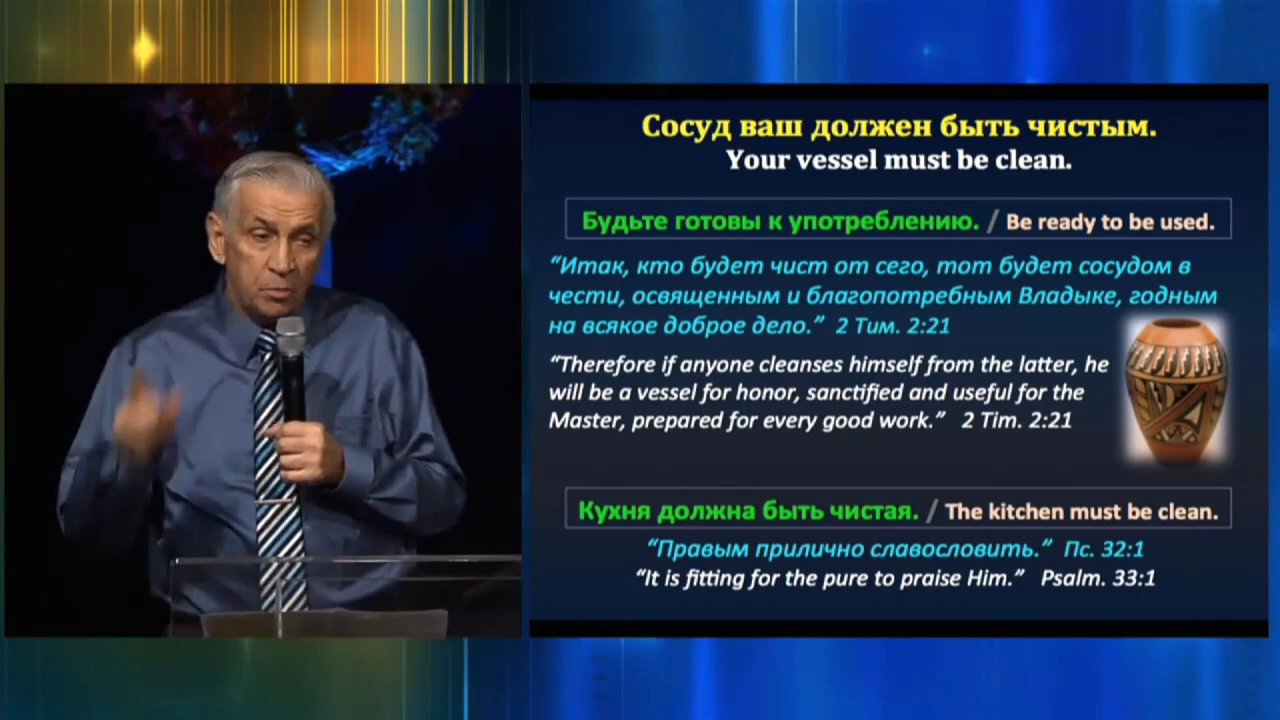 Сосуд ваш должен быть чистым.
Your vessel must be clean.
Будьте готовы к употреблению. / Be ready to be used.
“Итак, кто будет чист от сего, тот будет сосудом в
чести, освященным и благопотребным Владыке, годным
на всякое доброе дело.” 2 Тим. 2:21
“Therefore if anyone cleanses himself from the latter, he
will be a vessel for honor, sanctified and useful for the
Master, prepared for every good work.” 2 Tim. 2:21
Кухня должна быть чистая. / The kitchen must be clean.
“Правым прилично славословить.” Пс. 32:1
“It is fitting for the pure to praise Him.” Psalm. 33:1